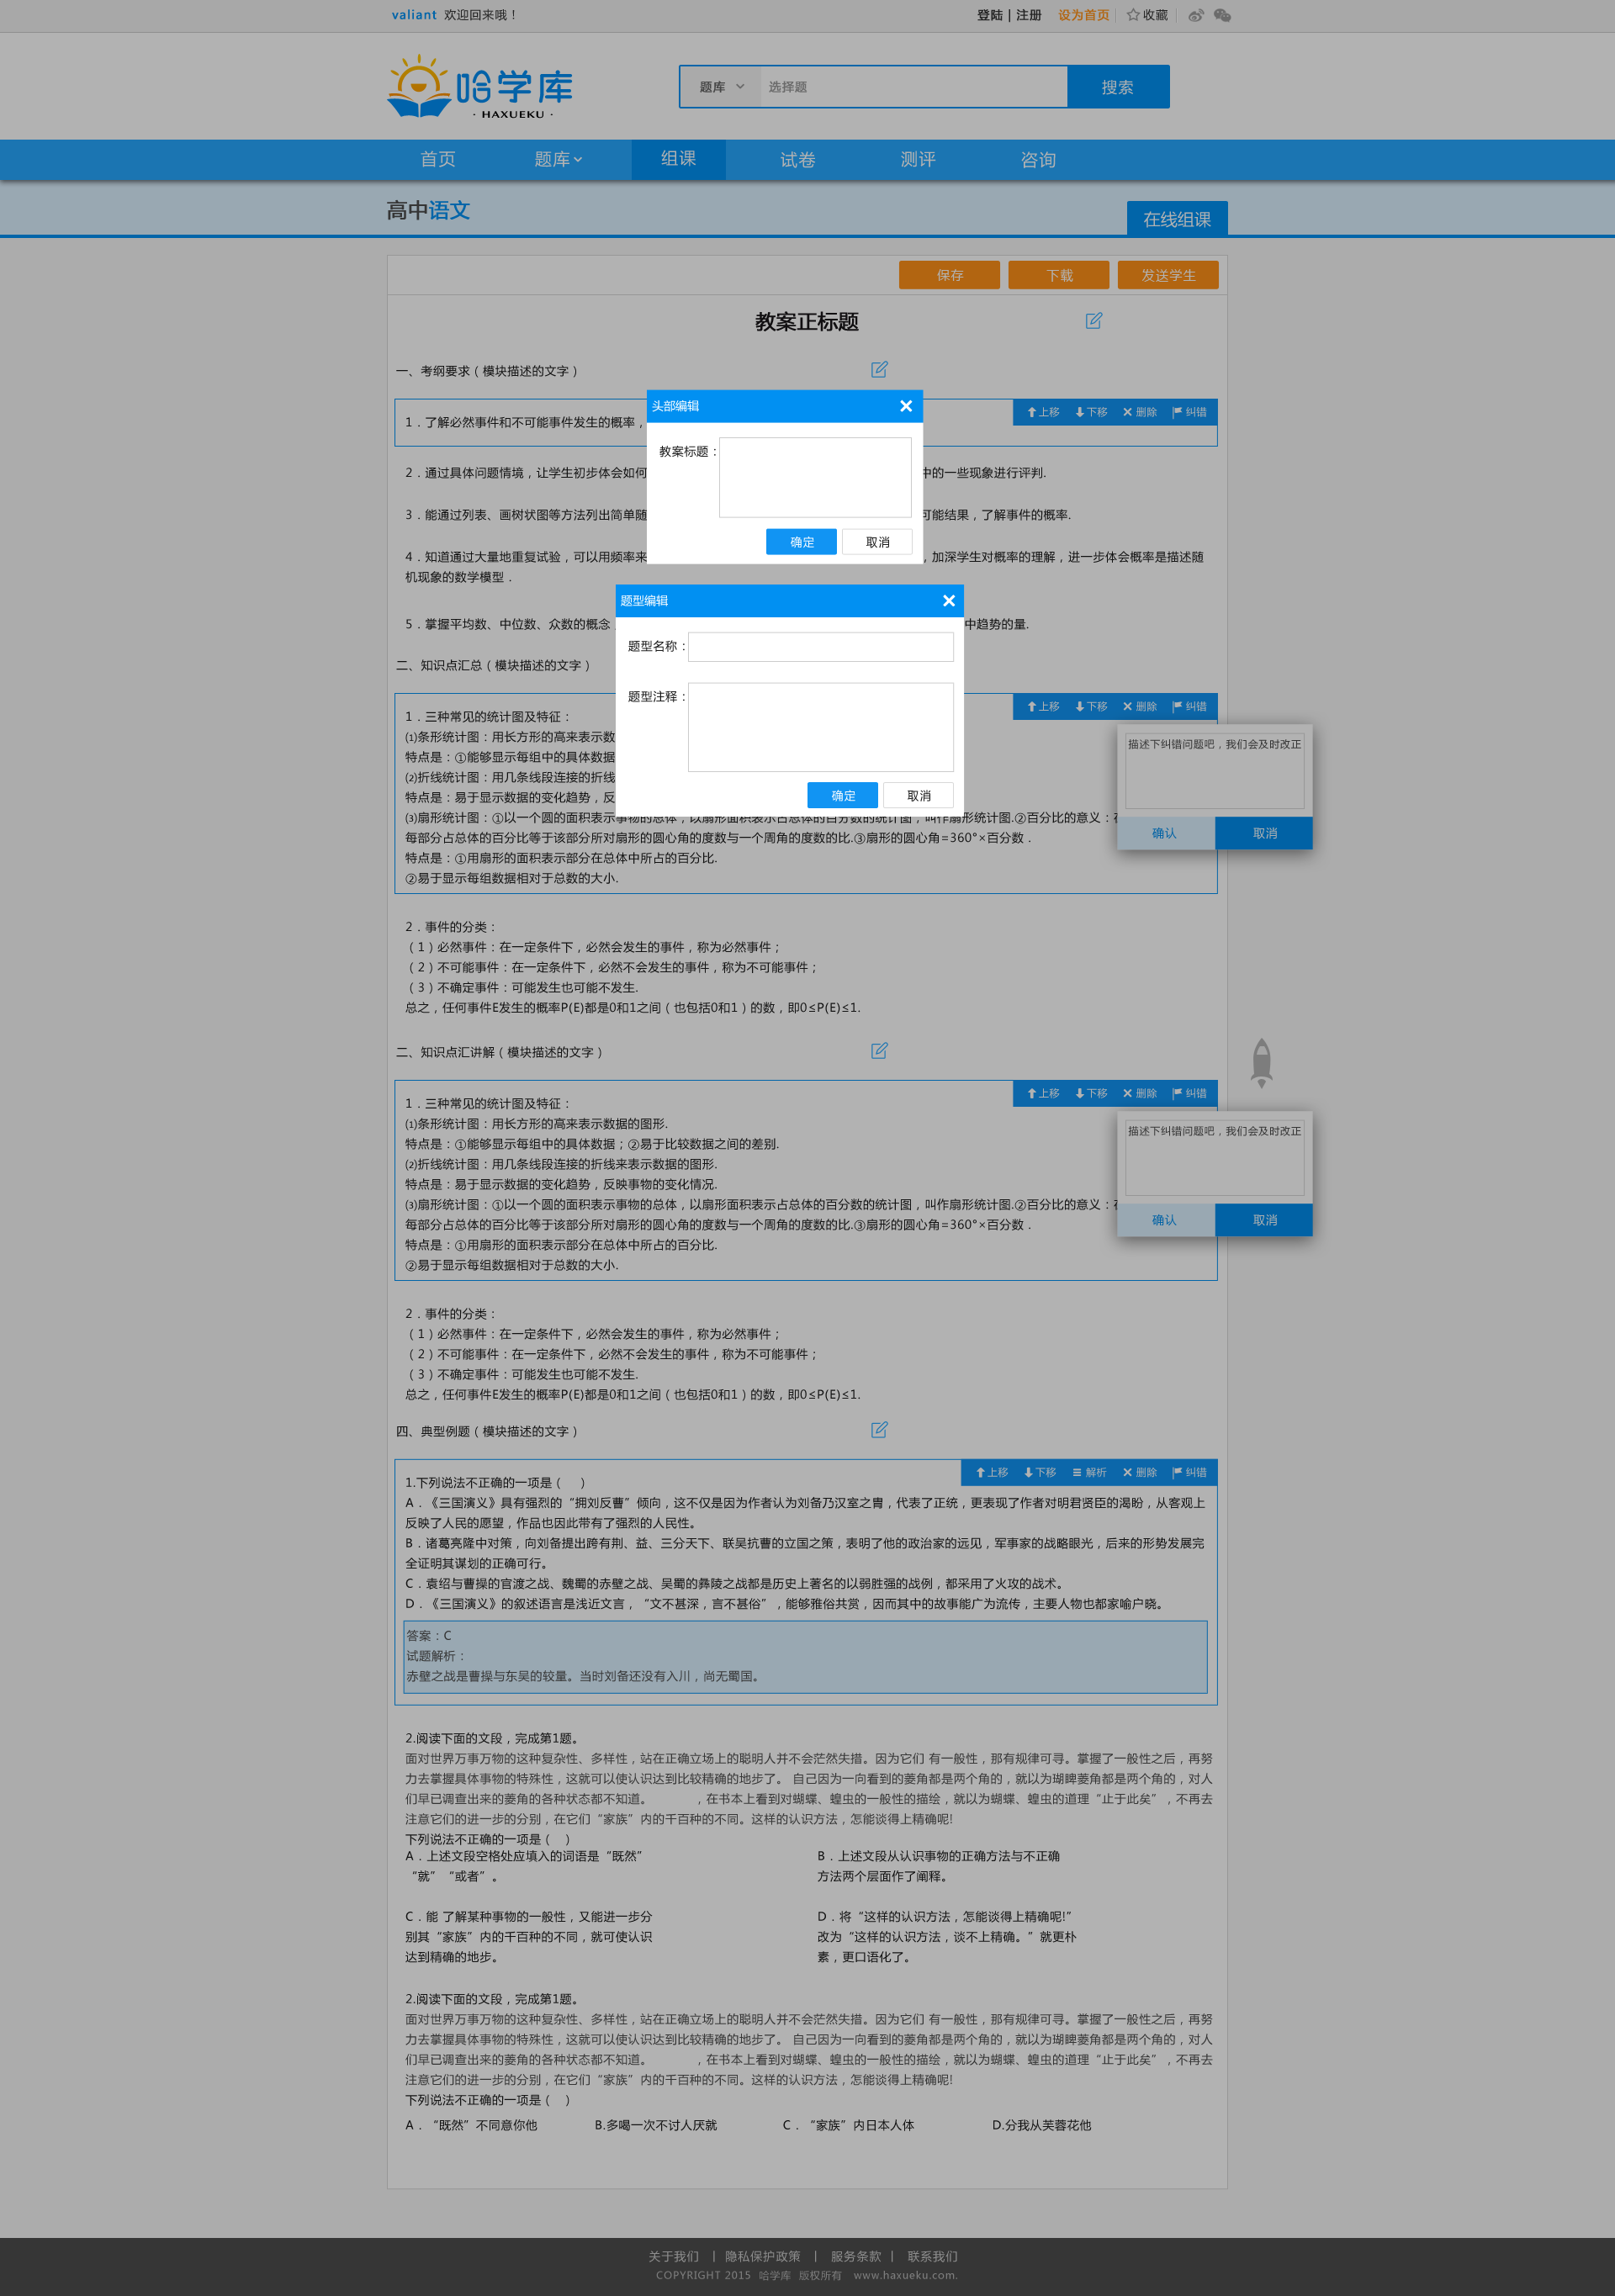 valiant 欢迎回来哦！
登陆 | 注册 设为首页 收藏
哈学库
· HAXUEKU ·
题库 选择题 搜索
首页 题库 组课 试卷 测评 咨询
高中语文
在线组课
保存 下载 发送学生
教案正标题
一、考纲要求（模块描述的文字）
头部编辑
上移 下移 删除 纠错
1．了解必然事件和不可能事件发生的概率，
教案标题：
2．通过具体问题情境，让学生初步体会如何 中的一些现象进行评判.
3．能通过列表、画树状图等方法列出简单随 可能结果，了解事件的概率.
确定 取消
4．知道通过大量地重复试验，可以用频率来 ，加深学生对概率的理解，进一步体会概率是描述随
机现象的数学模型．
题型编辑
5．掌握平均数、中位数、众数的概念 中趋势的量.
题型名称：
二、知识点汇总（模块描述的文字）
题型注释：
上移 下移 删除 纠错
1．三种常见的统计图及特征：
⑴条形统计图：用长方形的高来表示数
描述下纠错问题吧，我们会及时改正
特点是：①能够显示每组中的具体数据
⑵折线统计图：用几条线段连接的折线
特点是：易于显示数据的变化趋势，反
确定 取消
⑶扇形统计图：①以一个圆的面积表示事物的总体，以扇形面积表示占总体的百分数的统计图，叫作扇形统计图.②百分比的意义：在
确认 取消
每部分占总体的百分比等于该部分所对扇形的圆心角的度数与一个周角的度数的比.③扇形的圆心角=360°×百分数．
特点是：①用扇形的面积表示部分在总体中所占的百分比.
②易于显示每组数据相对于总数的大小.
2．事件的分类：
（1）必然事件：在一定条件下，必然会发生的事件，称为必然事件；
（2）不可能事件：在一定条件下，必然不会发生的事件，称为不可能事件；
（3）不确定事件：可能发生也可能不发生.
总之，任何事件E发生的概率P(E)都是0和1之间（也包括0和1）的数，即0≤P(E)≤1.
二、知识点汇讲解（模块描述的文字）
上移 下移 删除 纠错
1．三种常见的统计图及特征：
⑴条形统计图：用长方形的高来表示数据的图形.
描述下纠错问题吧，我们会及时改正
特点是：①能够显示每组中的具体数据；②易于比较数据之间的差别.
⑵折线统计图：用几条线段连接的折线来表示数据的图形.
特点是：易于显示数据的变化趋势，反映事物的变化情况.
⑶扇形统计图：①以一个圆的面积表示事物的总体，以扇形面积表示占总体的百分数的统计图，叫作扇形统计图.②百分比的意义：在
确认 取消
每部分占总体的百分比等于该部分所对扇形的圆心角的度数与一个周角的度数的比.③扇形的圆心角=360°×百分数．
特点是：①用扇形的面积表示部分在总体中所占的百分比.
②易于显示每组数据相对于总数的大小.
2．事件的分类：
（1）必然事件：在一定条件下，必然会发生的事件，称为必然事件；
（2）不可能事件：在一定条件下，必然不会发生的事件，称为不可能事件；
（3）不确定事件：可能发生也可能不发生.
总之，任何事件E发生的概率P(E)都是0和1之间（也包括0和1）的数，即0≤P(E)≤1.
四、典型例题（模块描述的文字）
上移 下移 解析 删除 纠错
1.下列说法不正确的一项是（ ）
A．《三国演义》具有强烈的“拥刘反曹”倾向，这不仅是因为作者认为刘备乃汉室之胄，代表了正统，更表现了作者对明君贤臣的渴盼，从客观上
反映了人民的愿望，作品也因此带有了强烈的人民性。
B．诸葛亮隆中对策，向刘备提出跨有荆、益、三分天下、联吴抗曹的立国之策，表明了他的政治家的远见，军事家的战略眼光，后来的形势发展完
全证明其谋划的正确可行。
C．袁绍与曹操的官渡之战、魏蜀的赤壁之战、吴蜀的彝陵之战都是历史上著名的以弱胜强的战例，都采用了火攻的战术。
D．《三国演义》的叙述语言是浅近文言，“文不甚深，言不甚俗”，能够雅俗共赏，因而其中的故事能广为流传，主要人物也都家喻户晓。
答案：C
试题解析：
赤壁之战是曹操与东吴的较量。当时刘备还没有入川，尚无蜀国。
2.阅读下面的文段，完成第1题。
面对世界万事万物的这种复杂性、多样性，站在正确立场上的聪明人并不会茫然失措。因为它们 有一般性，那有规律可寻。掌握了一般性之后，再努
力去掌握具体事物的特殊性，这就可以使认识达到比较精确的地步了。 自己因为一向看到的菱角都是两个角的，就以为瑚睥菱角都是两个角的，对人
们早已调查出来的菱角的各种状态都不知道。 ，在书本上看到对蝴蝶、蝗虫的一般性的描绘，就以为蝴蝶、蝗虫的道理“止于此矣”，不再去
注意它们的进一步的分别，在它们“家族”内的千百种的不同。这样的认识方法，怎能谈得上精确呢!
下列说法不正确的一项是（ ）
A．上述文段空格处应填入的词语是“既然” B．上述文段从认识事物的正确方法与不正确
“就”“或者”。 方法两个层面作了阐释。
C．能 了解某种事物的一般性，又能进一步分 D．将“这样的认识方法，怎能谈得上精确呢!”
别其“家族”内的千百种的不同，就可使认识 改为“这样的认识方法，谈不上精确。”就更朴
达到精确的地步。 素，更口语化了。
2.阅读下面的文段，完成第1题。
面对世界万事万物的这种复杂性、多样性，站在正确立场上的聪明人并不会茫然失措。因为它们 有一般性，那有规律可寻。掌握了一般性之后，再努
力去掌握具体事物的特殊性，这就可以使认识达到比较精确的地步了。 自己因为一向看到的菱角都是两个角的，就以为瑚睥菱角都是两个角的，对人
们早已调查出来的菱角的各种状态都不知道。 ，在书本上看到对蝴蝶、蝗虫的一般性的描绘，就以为蝴蝶、蝗虫的道理“止于此矣”，不再去
注意它们的进一步的分别，在它们“家族”内的千百种的不同。这样的认识方法，怎能谈得上精确呢!
下列说法不正确的一项是（ ）
A．“既然”不同意你他 B.多喝一次不讨人厌就 C．“家族”内日本人体 D.分我从芙蓉花他
关于我们 | 隐私保护政策 | 服务条款 | 联系我们
COPYRIGHT 2015 哈学库 版权所有 www.haxueku.com.